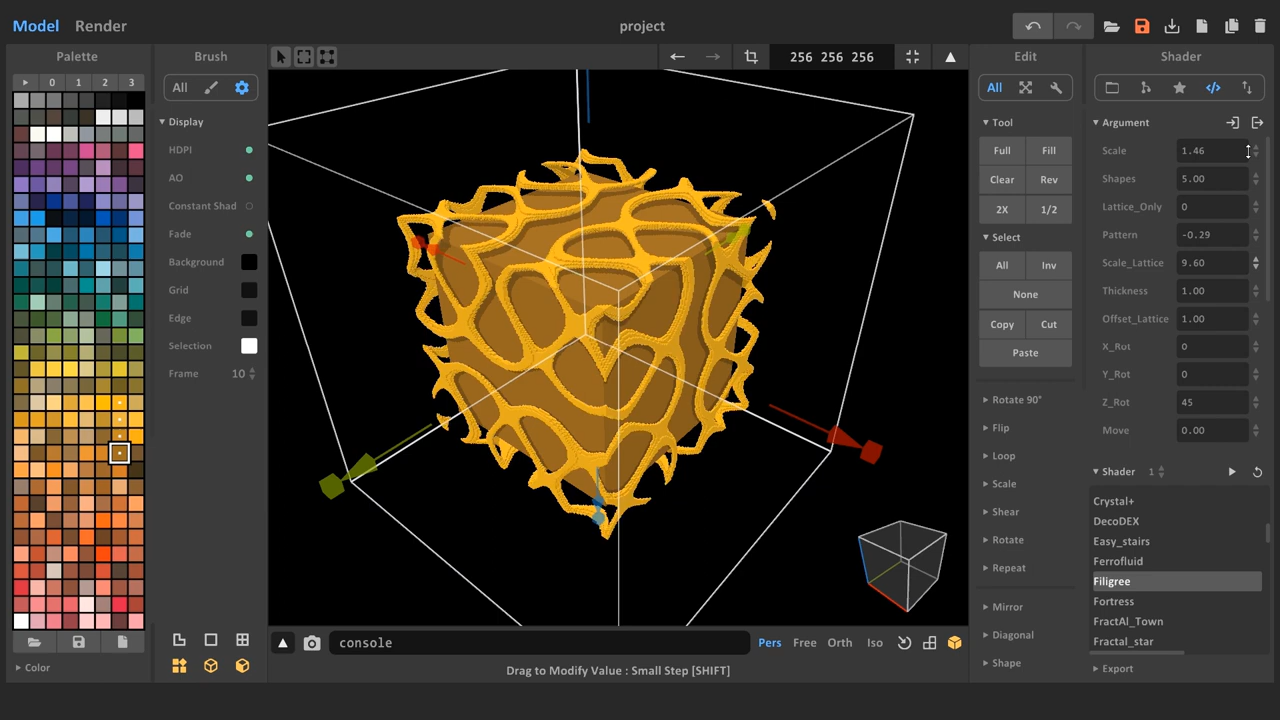 Model Render project
Palette Brush 256 256 256 Edit Shader
0 1 2 3
All
All
Display
HDPI
AO
Constant Shad
Fade
Background
Grid
Edge
Selection
Frame 10
Color
console
Pers Free Orth Iso
Drag to Modify Value : Small Step [SHIFT]
Tool
Full Fill
Clear Rev
2X 1/2
Select
All Inv
None
Copy Cut
Paste
Rotate 90°
Flip
Loop
Scale
Shear
Rotate
Repeat
Mirror
Diagonal
Shape
Argument
Scale 1.46
Shapes 5.00
Lattice_Only 0
Pattern -0.29
Scale_Lattice 9.60
Thickness 1.00
Offset_Lattice 1.00
X_Rot 0
Y_Rot 0
Z_Rot 45
Move 0.00
Shader 1
Crystal+
DecoDEX
Easy_stairs
Ferrofluid
Filigree
Fortress
FractAl_Town
Fractal_star
Export